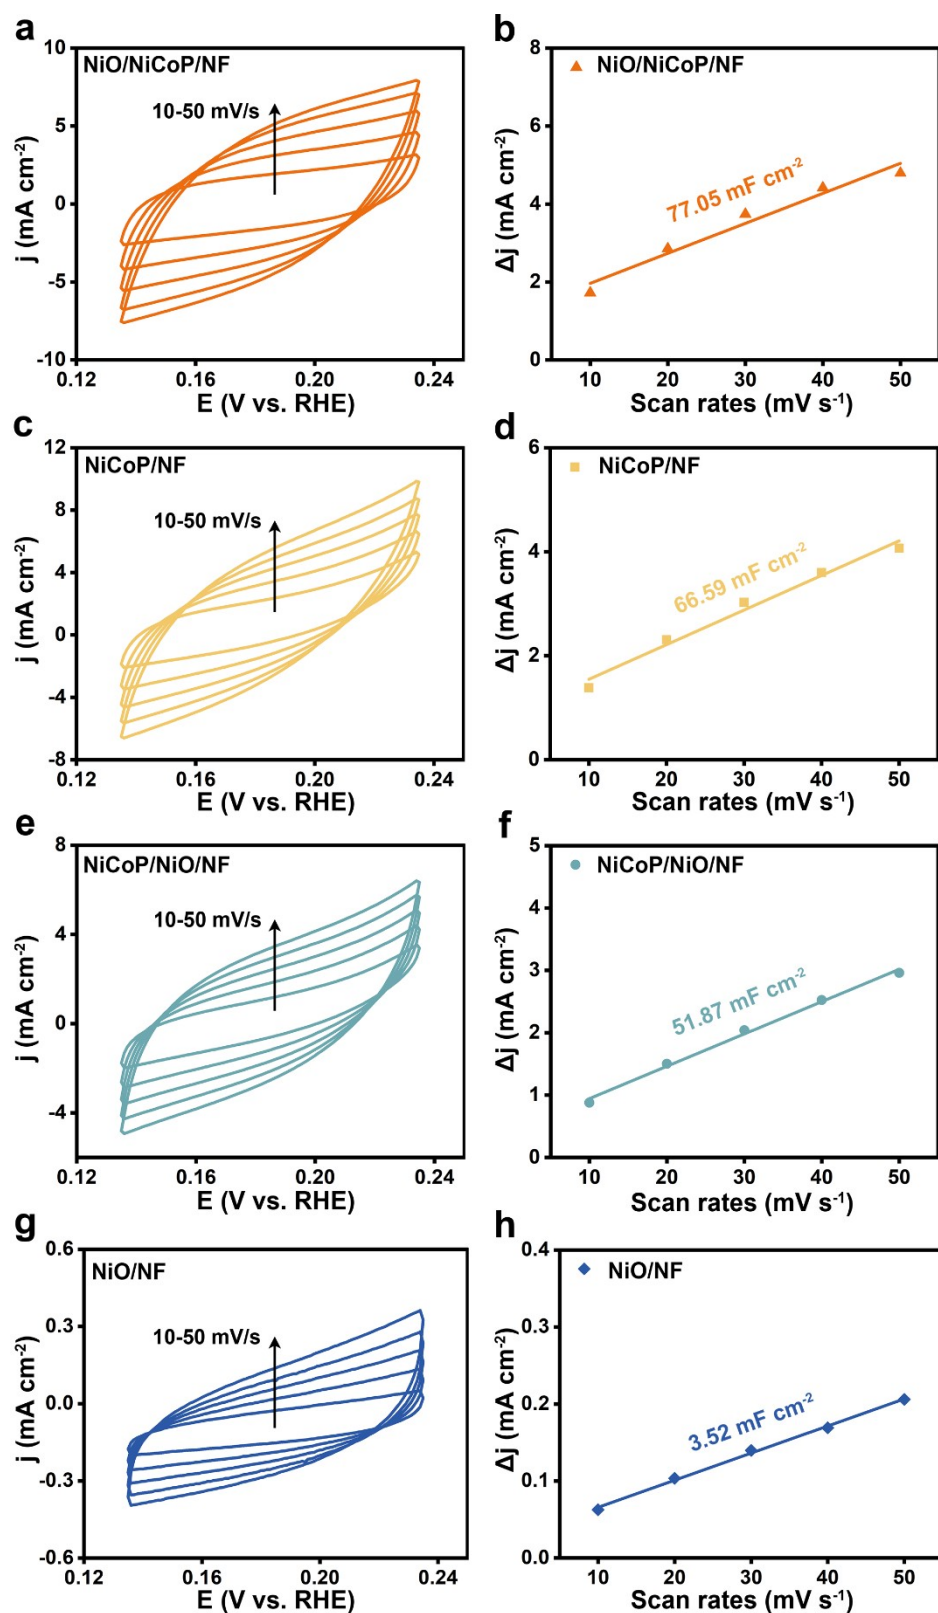 a
NiO/NiCoP/NF
10-50 mV/s
10
5
0
-5
-10
j (mA cm⁻²)
0.12 0.16 0.20 0.24
E (V vs. RHE)
b
NiO/NiCoP/NF
77.05 mF cm⁻²
8
6
4
2
0
Δj (mA cm⁻²)
10 20 30 40 50
Scan rates (mV s⁻¹)
c
NiCoP/NF
10-50 mV/s
12
8
4
0
-4
-8
j (mA cm⁻²)
0.12 0.16 0.20 0.24
E (V vs. RHE)
d
NiCoP/NF
66.59 mF cm⁻²
6
4
2
0
Δj (mA cm⁻²)
10 20 30 40 50
Scan rates (mV s⁻¹)
e
NiCoP/NiO/NF
10-50 mV/s
8
4
0
-4
j (mA cm⁻²)
0.12 0.16 0.20 0.24
E (V vs. RHE)
f
NiCoP/NiO/NF
51.87 mF cm⁻²
5
4
3
2
1
0
Δj (mA cm⁻²)
10 20 30 40 50
Scan rates (mV s⁻¹)
g
NiO/NF
10-50 mV/s
0.6
0.3
0.0
-0.3
-0.6
j (mA cm⁻²)
0.12 0.16 0.20 0.24
E (V vs. RHE)
h
NiO/NF
3.52 mF cm⁻²
0.4
0.3
0.2
0.1
0.0
Δj (mA cm⁻²)
10 20 30 40 50
Scan rates (mV s⁻¹)